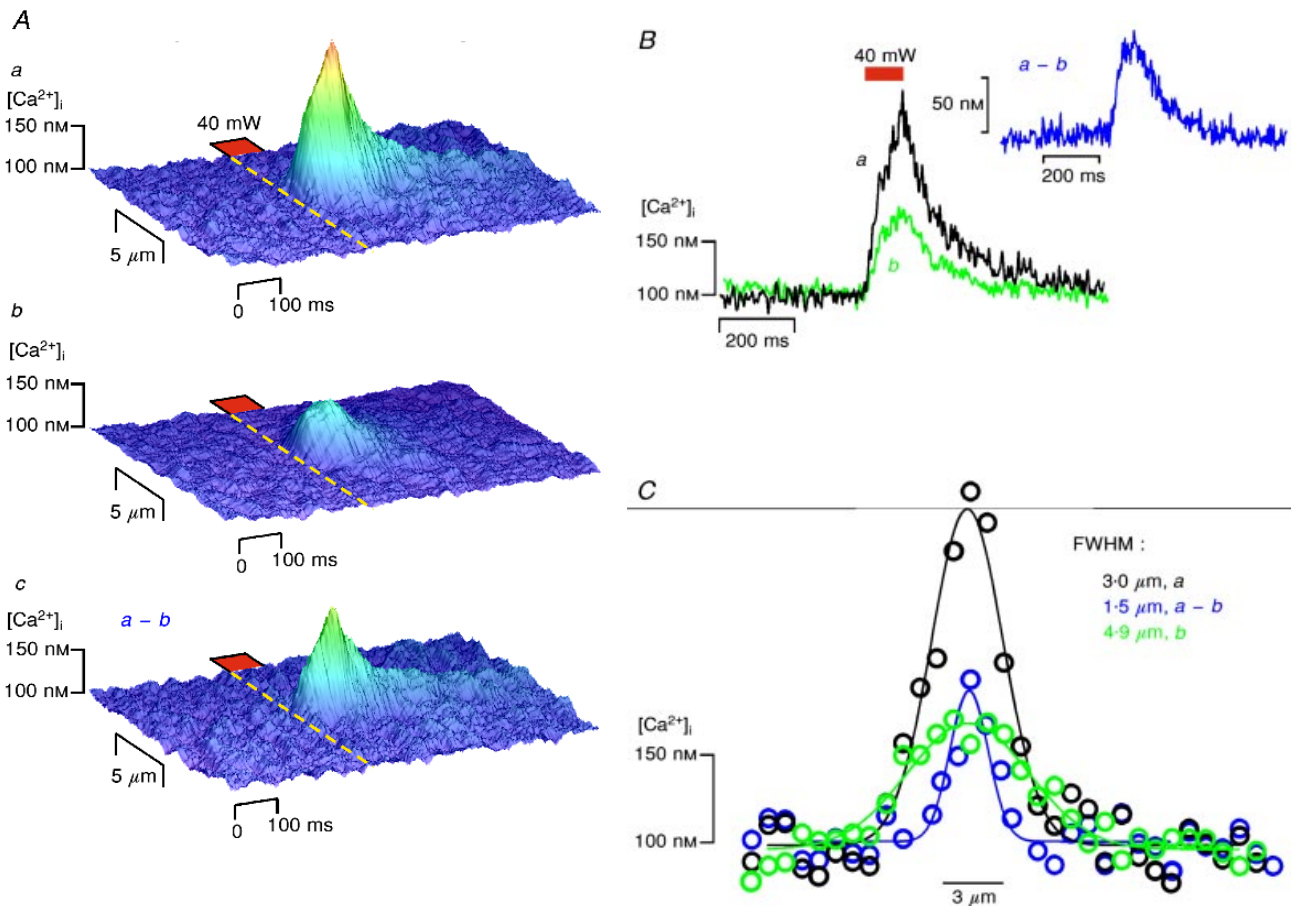 A
a
[Ca²⁺]ᵢ
150 nM
100 nM
40 mW
5 μm
0 100 ms
b
[Ca²⁺]ᵢ
150 nM
100 nM
5 μm
0 100 ms
c
[Ca²⁺]ᵢ
a – b
150 nM
100 nM
5 μm
0 100 ms
B
40 mW
a
b
[Ca²⁺]ᵢ
150 nM
100 nM
200 ms
a – b
50 nM
200 ms
C
FWHM :
3·0 μm, a
1·5 μm, a – b
4·9 μm, b
[Ca²⁺]ᵢ
150 nM
100 nM
3 μm